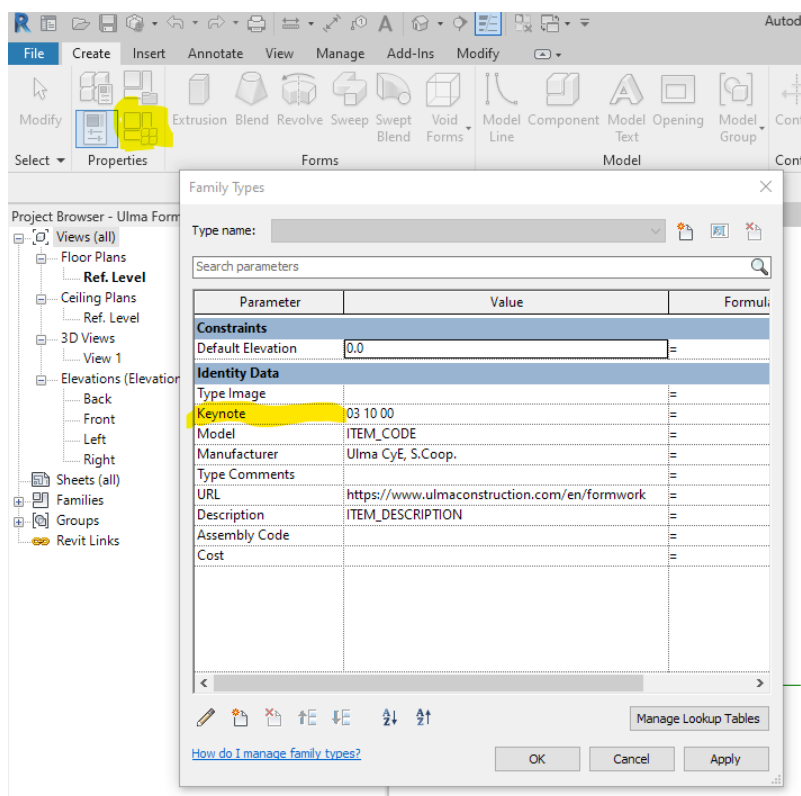 Autod
File Create Insert Annotate View Manage Add-Ins Modify
Modify Extrusion Blend Revolve Sweep Swept Blend Void Forms Model Line Component Model Text Opening Model Group Cont
Select Properties Forms Model Cont
Family Types
Project Browser - Ulma Form
Views (all)
Floor Plans
Ref. Level
Ceiling Plans
Ref. Level
3D Views
View 1
Elevations (Elevation
Back
Front
Left
Right
Sheets (all)
Families
Groups
Revit Links
Type name:
Search parameters
Parameter Value Formula
Constraints
Default Elevation 0.0 =
Identity Data
Type Image =
Keynote 03 10 00 =
Model ITEM_CODE =
Manufacturer Ulma CyE, S.Coop. =
Type Comments =
URL https://www.ulmaconstruction.com/en/formwork =
Description ITEM_DESCRIPTION =
Assembly Code =
Cost =
Manage Lookup Tables
How do I manage family types?
OK Cancel Apply